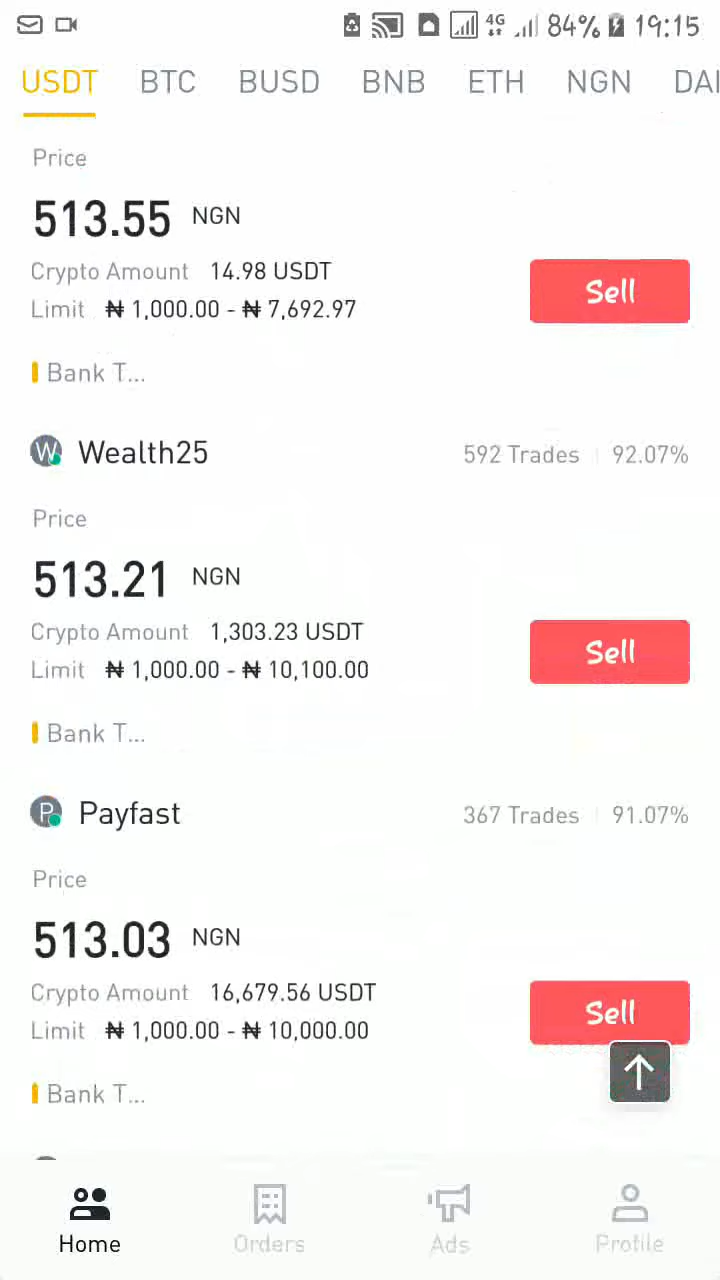 4G 84% 19:15
USDT BTC BUSD BNB ETH NGN DAI
Price
513.55 NGN
Crypto Amount 14.98 USDT
Sell
Limit ₦ 1,000.00 - ₦ 7,692.97
Bank T...
W Wealth25 592 Trades 92.07%
Price
513.21 NGN
Crypto Amount 1,303.23 USDT
Sell
Limit ₦ 1,000.00 - ₦ 10,100.00
Bank T...
P Payfast 367 Trades 91.07%
Price
513.03 NGN
Crypto Amount 16,679.56 USDT
Sell
Limit ₦ 1,000.00 - ₦ 10,000.00
Bank T...
Home Orders Ads Profile